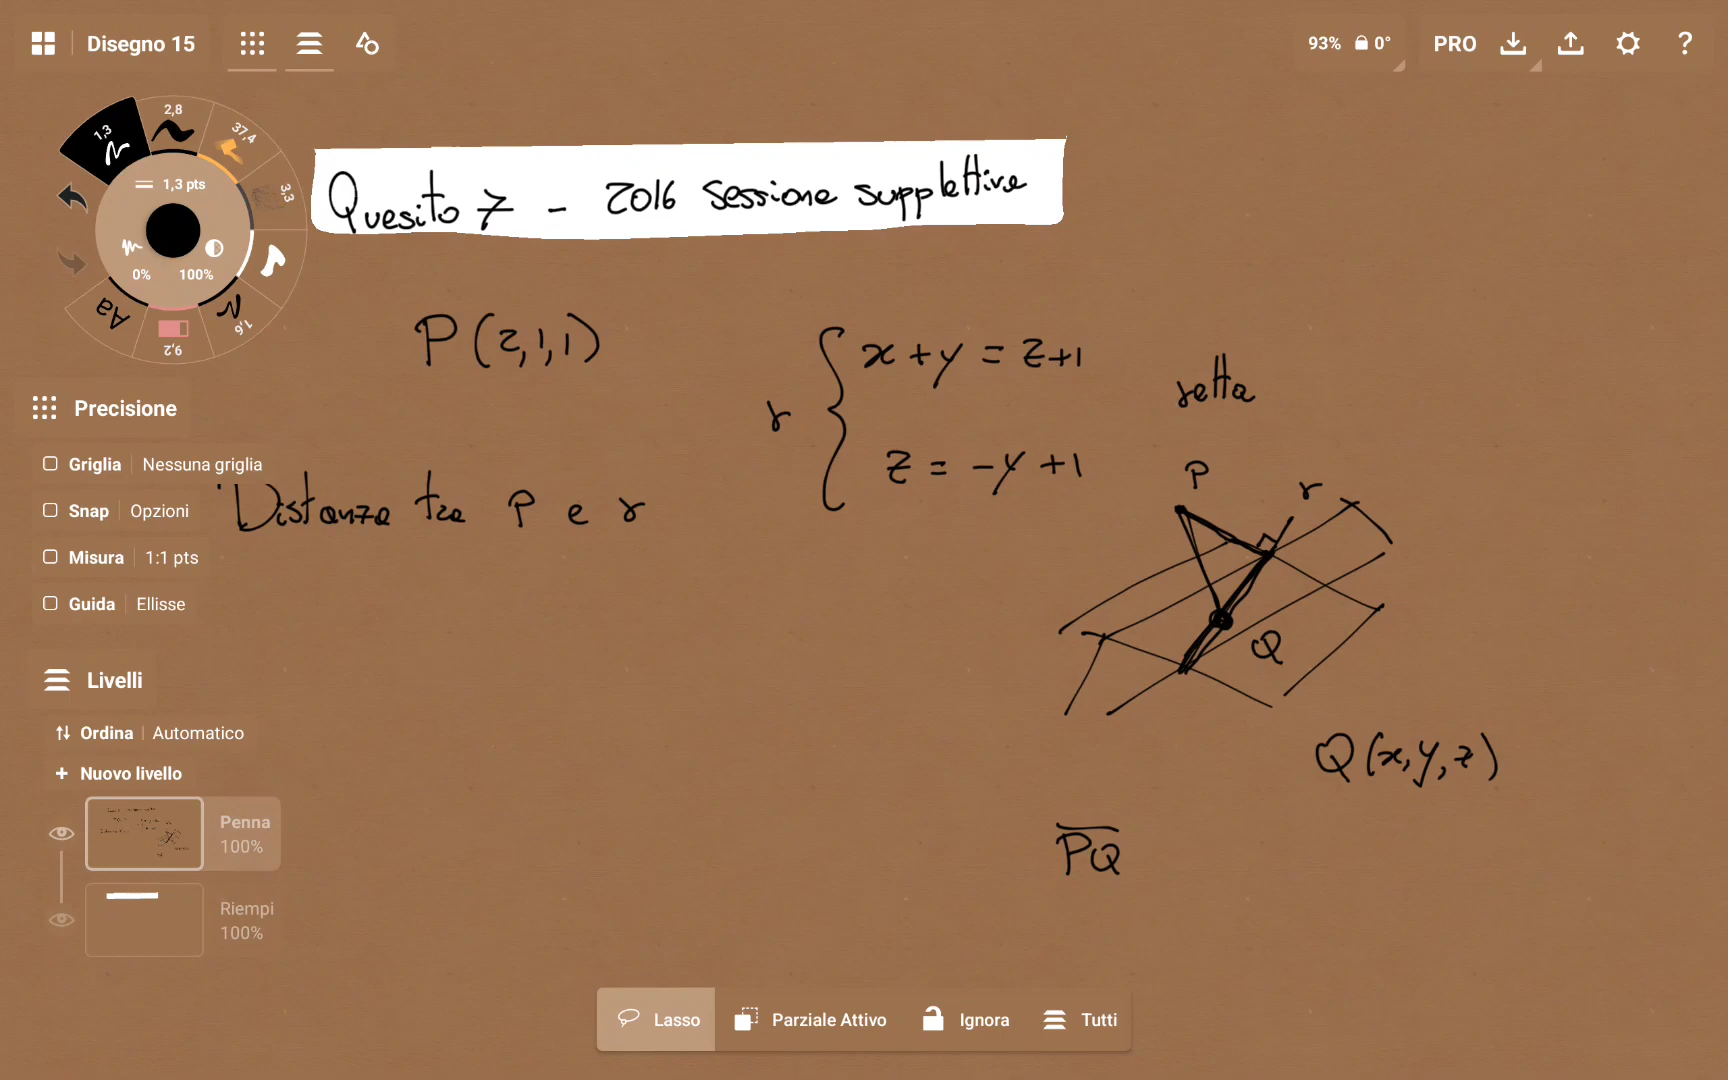 Disegno 15
93% 0° PRO ?
2,8
1,3
37,4
3,3
1,3 pts
0% 100%
Aa
9,2
1,6
Quesito 7 - 2016 sessione supplettiva
P(2,1,1)
r { x+y = z+1
z = -y+1
retta
Distanza tra P e r
P
r
Q
Q(x,y,z)
PQ
Precisione
Griglia Nessuna griglia
Snap Opzioni
Misura 1:1 pts
Guida Ellisse
Livelli
Ordina Automatico
+ Nuovo livello
Penna
100%
Riempi
100%
Lasso Parziale Attivo Ignora Tutti